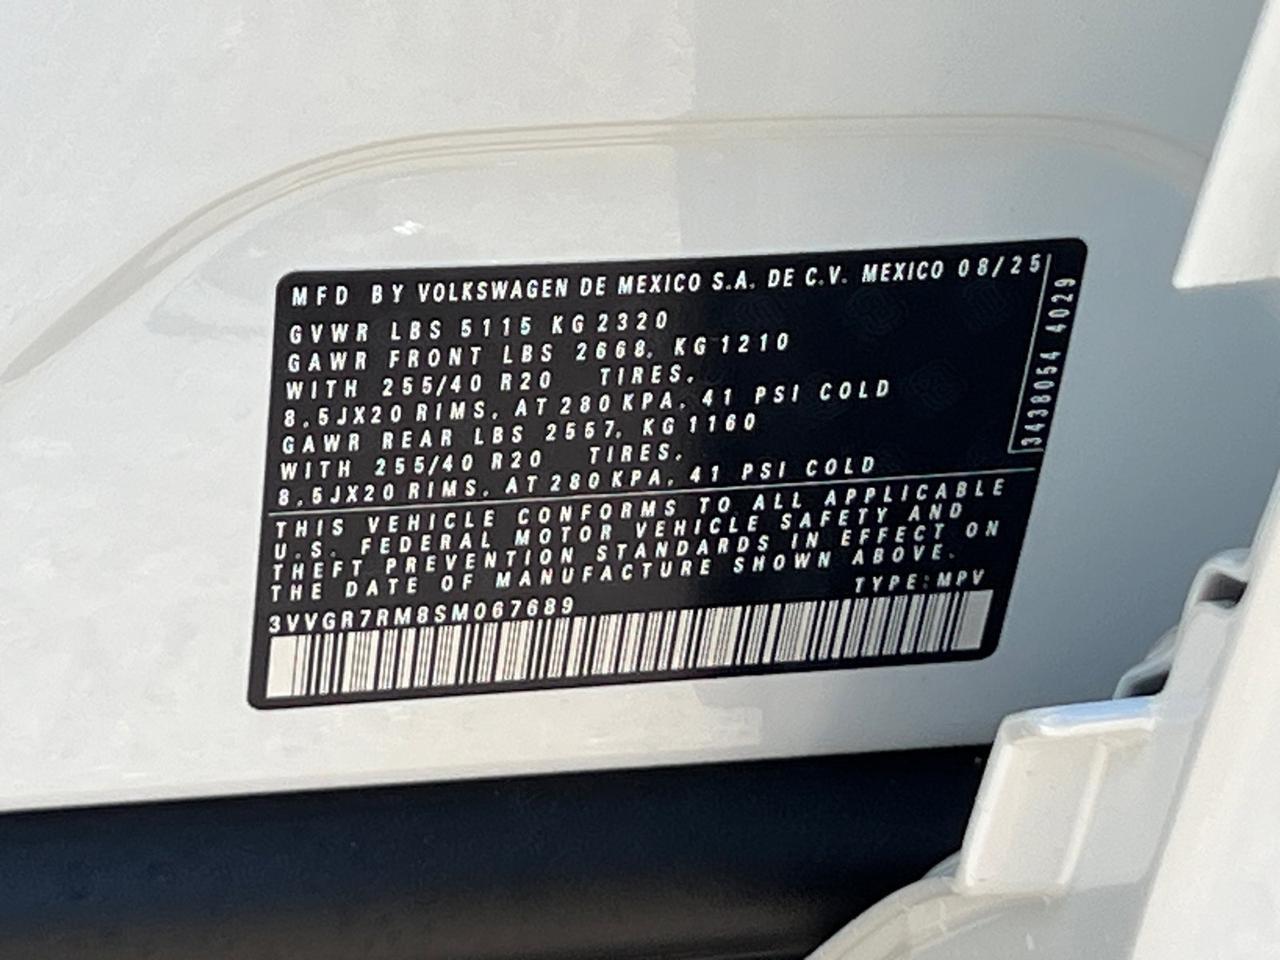 MFD BY VOLKSWAGEN DE MEXICO S.A. DE C.V. MEXICO 08/25
GVWR LBS 5115 KG 2320
GAWR FRONT LBS 2668, KG 1210
WITH 255/40 R20 TIRES.
8.5JX20 RIMS, AT 280 KPA, 41 PSI COLD
GAWR REAR LBS 2557, KG 1160
WITH 255/40 R20 TIRES.
8.5JX20 RIMS, AT 280 KPA, 41 PSI COLD
3438054 4029
THIS VEHICLE CONFORMS TO ALL APPLICABLE
U.S. FEDERAL MOTOR VEHICLE SAFETY AND
THEFT PREVENTION STANDARDS IN EFFECT ON
THE DATE OF MANUFACTURE SHOWN ABOVE.
TYPE: MPV
3VVGR7RM8SM067689